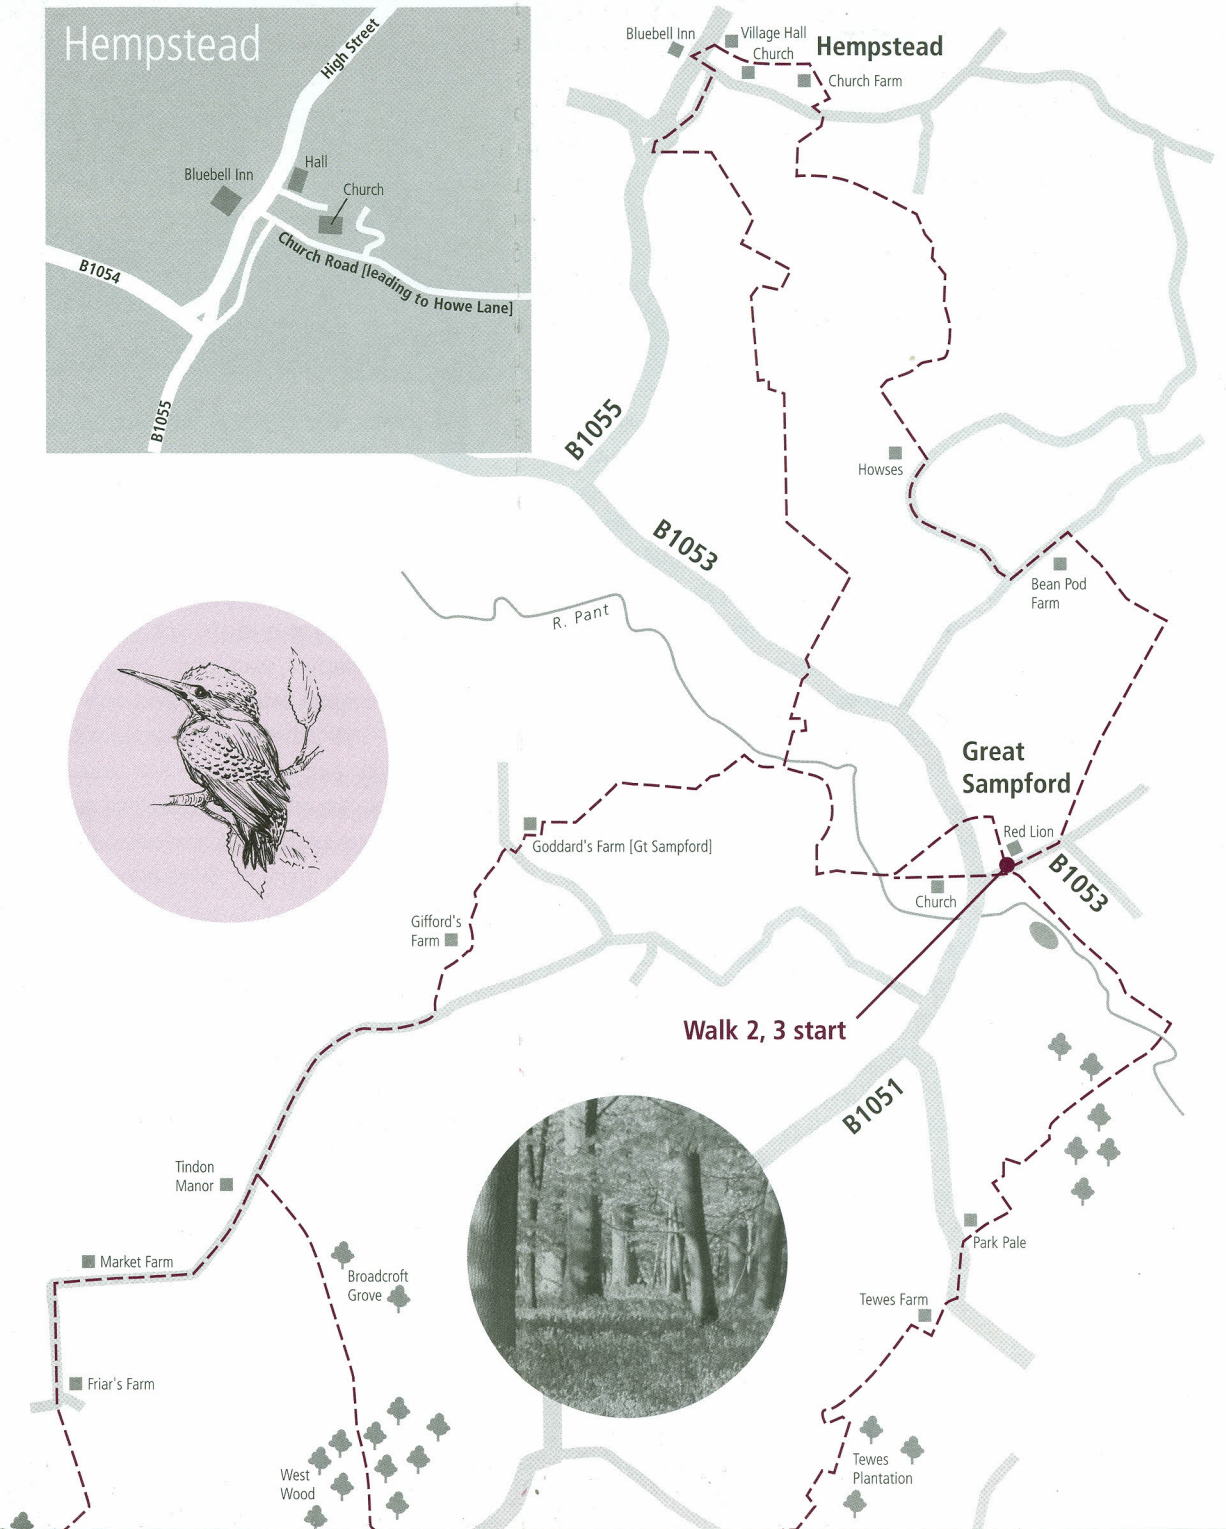 Hempstead
High Street
Hall
Bluebell Inn
Church
Church Road [leading to Howe Lane]
B1054
B1055
Bluebell Inn
Village Hall
Church
Hempstead
Church Farm
B1055
Howses
B1053
Bean Pod
Farm
R. Pant
Great
Sampford
Red Lion
B1053
Goddard's Farm [Gt Sampford]
Church
Gifford's
Farm
Walk 2, 3 start
B1051
Tindon
Manor
Park Pale
Market Farm
Broadcroft
Grove
Tewes Farm
Friar's Farm
Tewes
Plantation
West
Wood